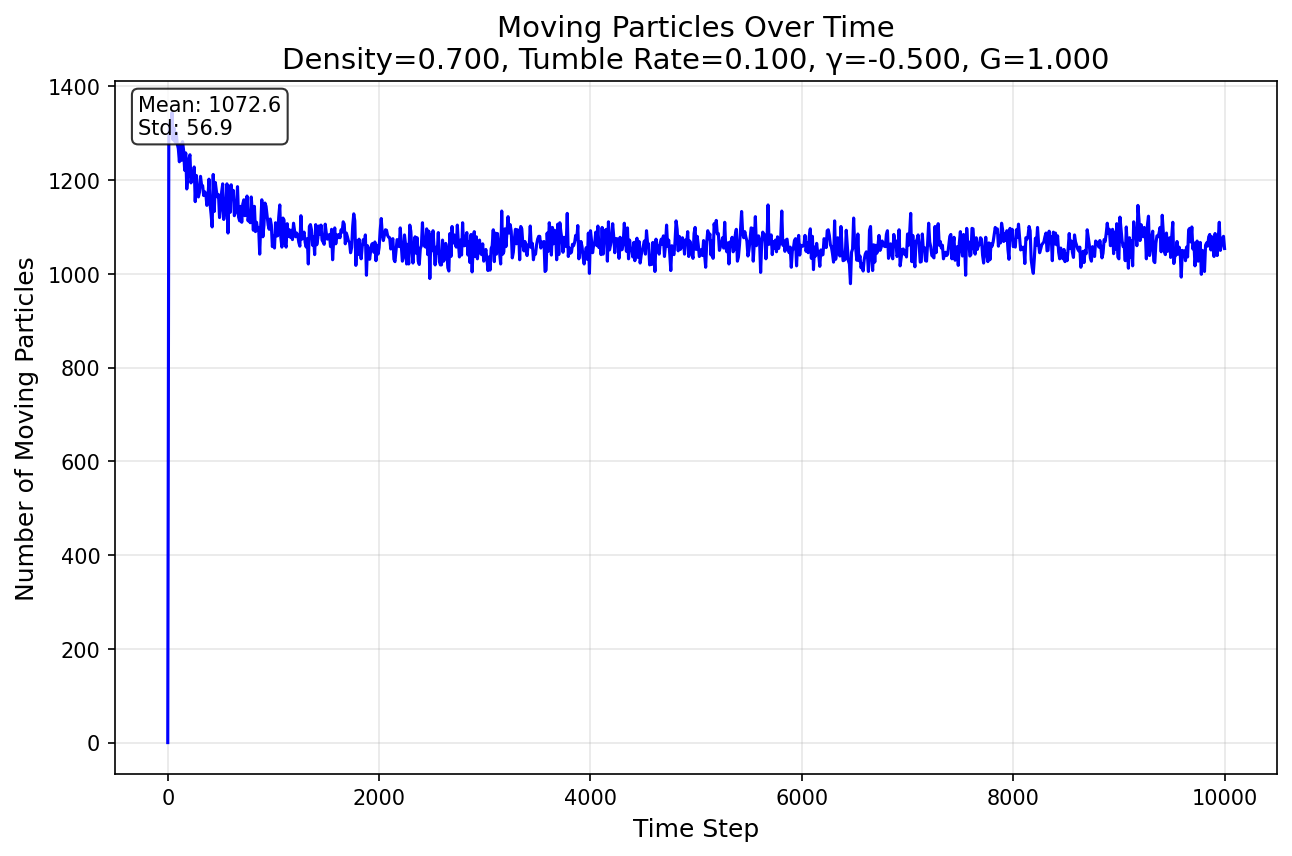 Moving Particles Over Time
Density=0.700, Tumble Rate=0.100, γ=-0.500, G=1.000
Mean: 1072.6
Std: 56.9
Number of Moving Particles
1400
1200
1000
800
600
400
200
0
0 2000 4000 6000 8000 10000
Time Step